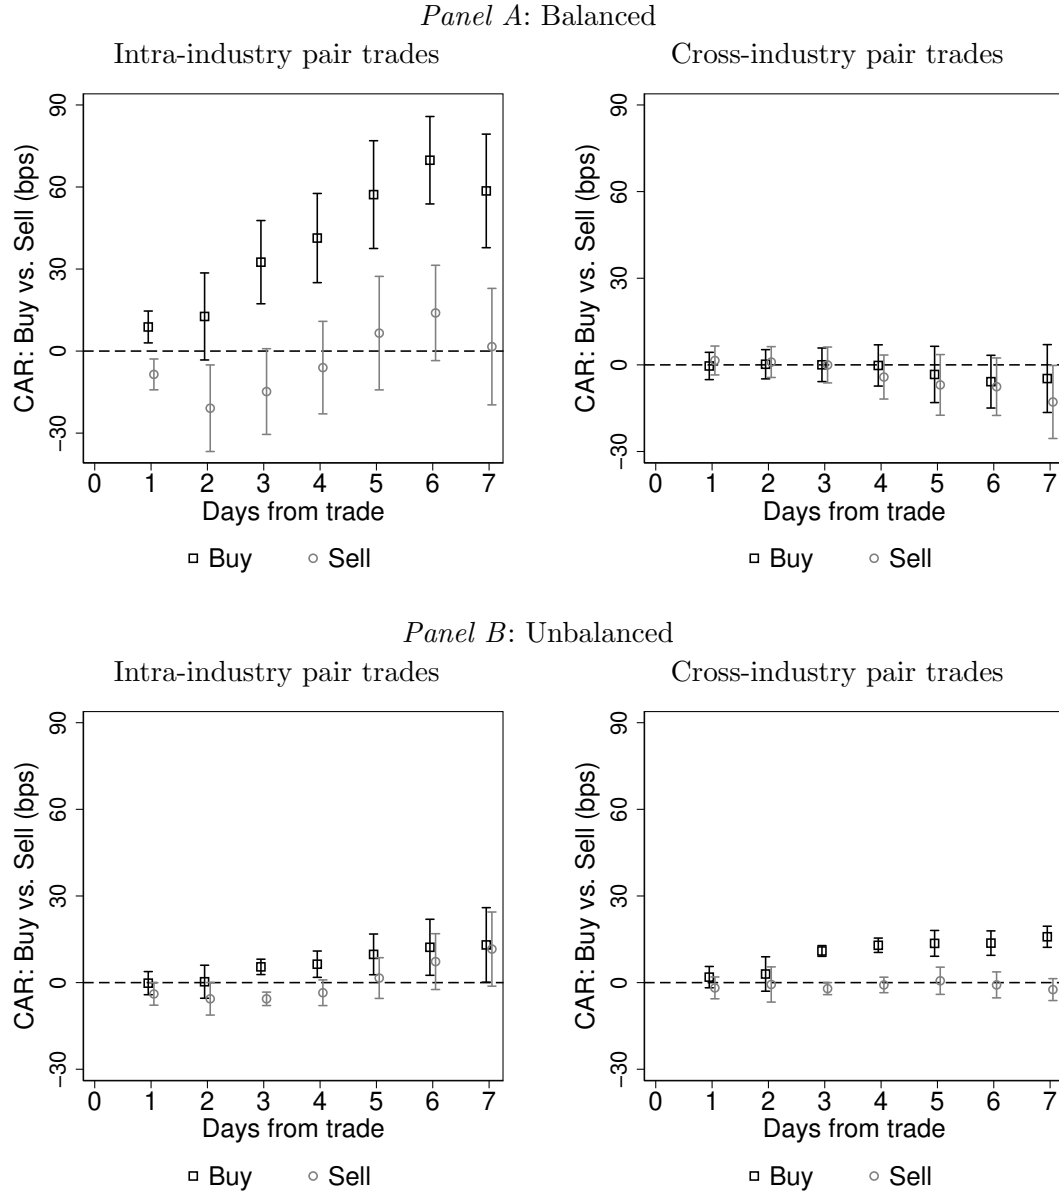 Panel A: Balanced
Intra-industry pair trades
CAR: Buy vs. Sell (bps)
90
60
30
0
−30
0 1 2 3 4 5 6 7
Days from trade
Buy Sell
Cross-industry pair trades
CAR: Buy vs. Sell (bps)
90
60
30
0
−30
0 1 2 3 4 5 6 7
Days from trade
Buy Sell
Panel B: Unbalanced
Intra-industry pair trades
CAR: Buy vs. Sell (bps)
90
60
30
0
−30
0 1 2 3 4 5 6 7
Days from trade
Buy Sell
Cross-industry pair trades
CAR: Buy vs. Sell (bps)
90
60
30
0
−30
0 1 2 3 4 5 6 7
Days from trade
Buy Sell